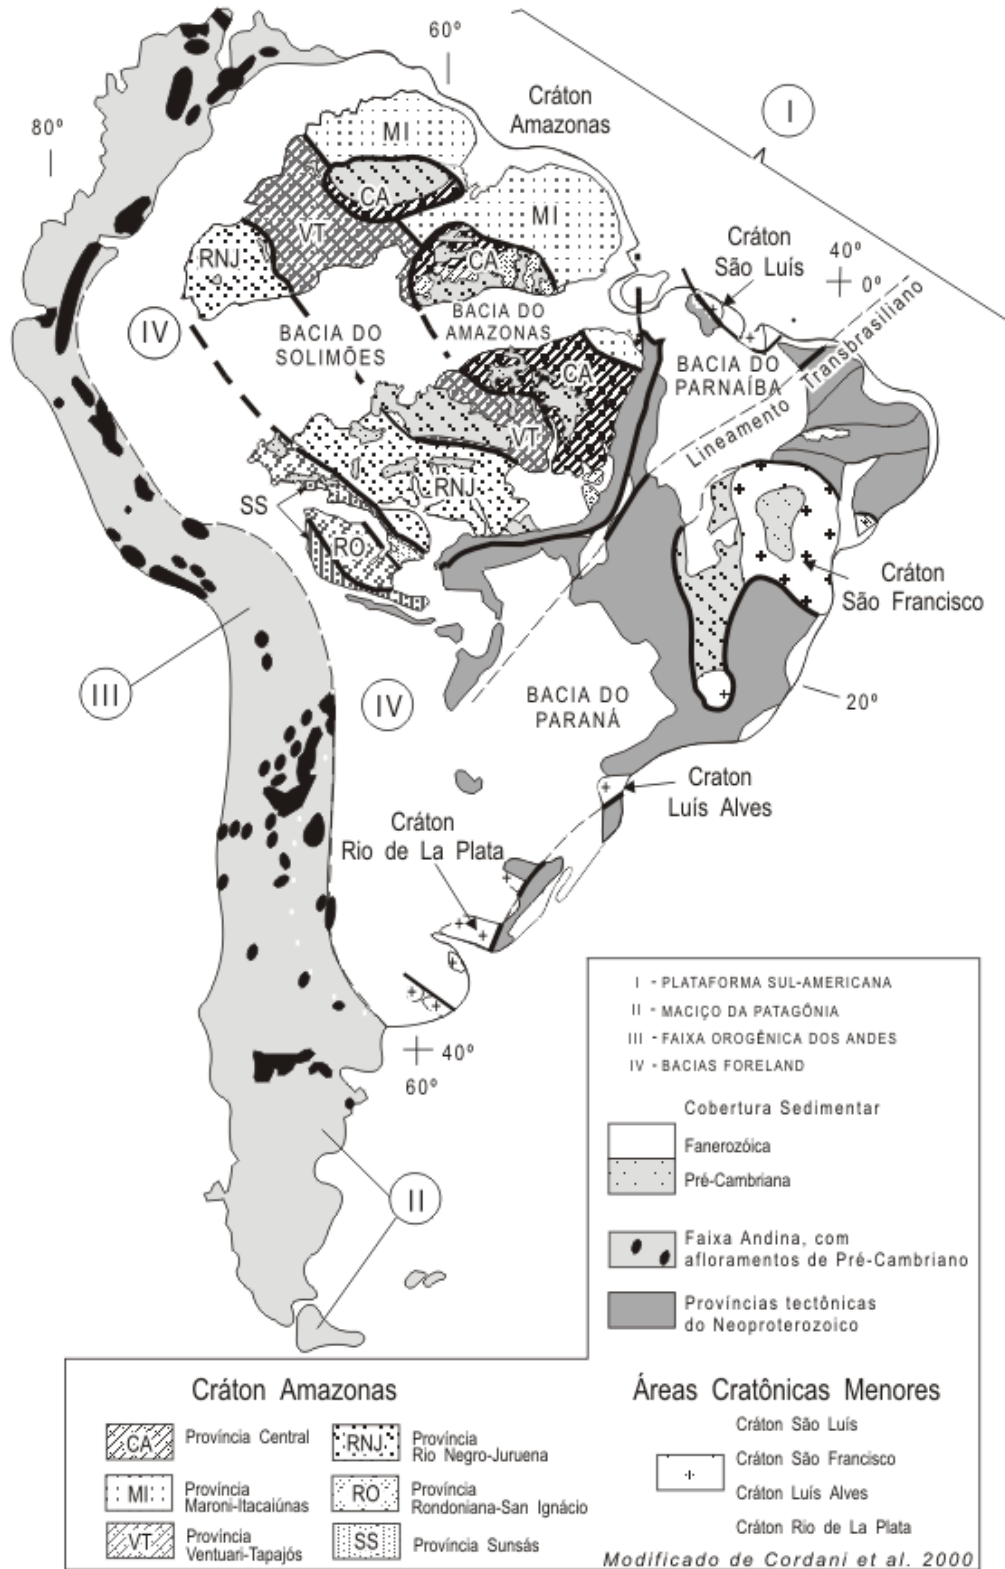 60º
Cráton
Amazonas
I
80º
MI
CA
MI
VT
Cráton
São Luís
40º
0º
RNJ
CA
IV
BACIA DO
SOLIMÕES
BACIA DO
AMAZONAS
BACIA DO
PARNAÍBA
Lineamento Transbrasiliano
CA
VT
RNJ
SS
RO
Cráton
São Francisco
III
IV
BACIA DO
PARANÁ
20º
Craton
Luís Alves
Cráton
Rio de La Plata
40º
60º
II
I - PLATAFORMA SUL-AMERICANA
II - MACIÇO DA PATAGÔNIA
III - FAIXA OROGÊNICA DOS ANDES
IV - BACIAS FORELAND
Cobertura Sedimentar
Fanerozóica
Pré-Cambriana
Faixa Andina, com
afloramentos de Pré-Cambriano
Províncias tectônicas
do Neoproterozoico
Cráton Amazonas
CA Província Central
MI Província
Maroni-Itacaiúnas
VT Província
Ventuari-Tapajós
RNJ Província
Rio Negro-Juruena
RO Província
Rondoniana-San Ignácio
SS Província Sunsás
Áreas Cratônicas Menores
Cráton São Luís
Cráton São Francisco
Cráton Luís Alves
Cráton Rio de La Plata
Modificado de Cordani et al. 2000